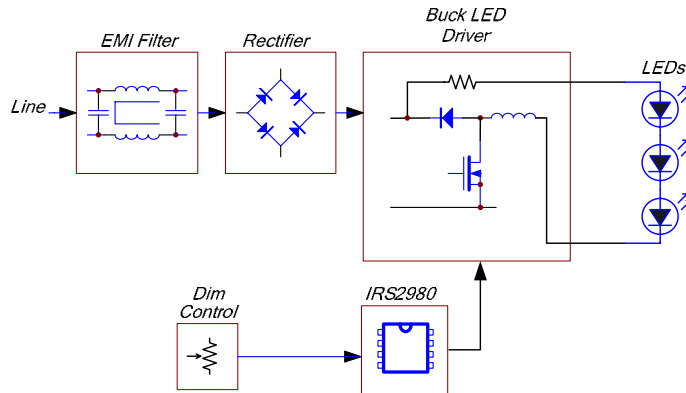 Buck LED
Driver
EMI Filter
Rectifier
LEDs
Line
Dim
Control
IRS2980